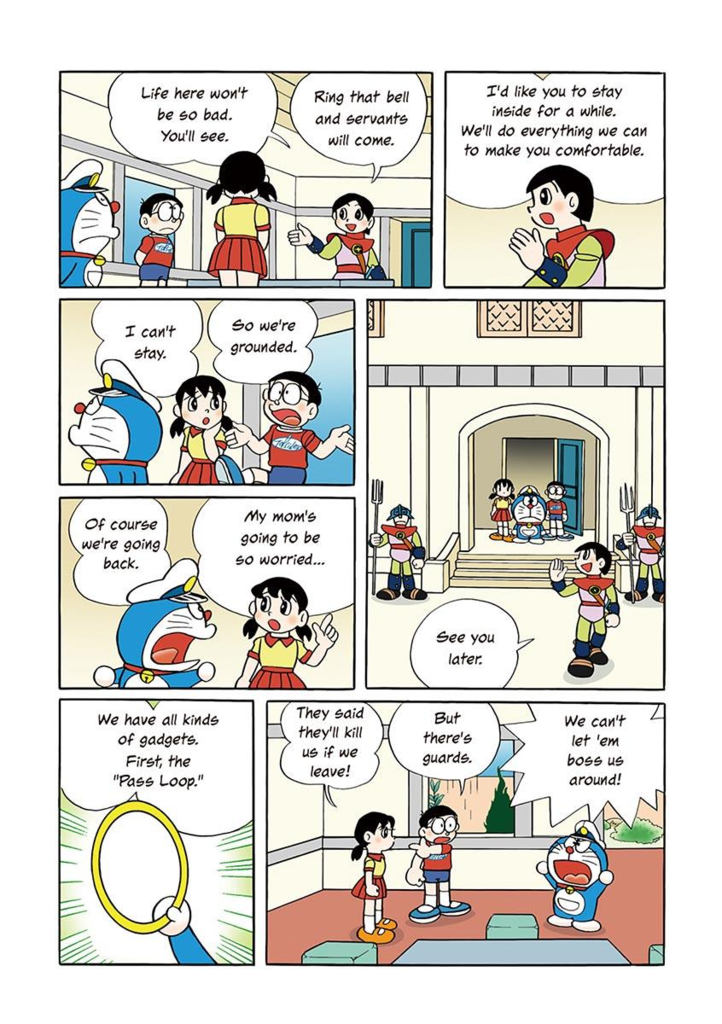 I'd like you to stay
inside for a while.
We'll do everything we can
to make you comfortable.
Ring that bell
and servants
will come.
Life here won't
be so bad.
You'll see.
See you
later.
So we're
grounded.
I can't
stay.
My mom's
going to be
so worried...
Of course
we're going
back.
We can't
let 'em
boss us
around!
But
there's
guards.
They said
they'll kill
us if we
leave!
We have all kinds
of gadgets.
First, the
"Pass Loop."